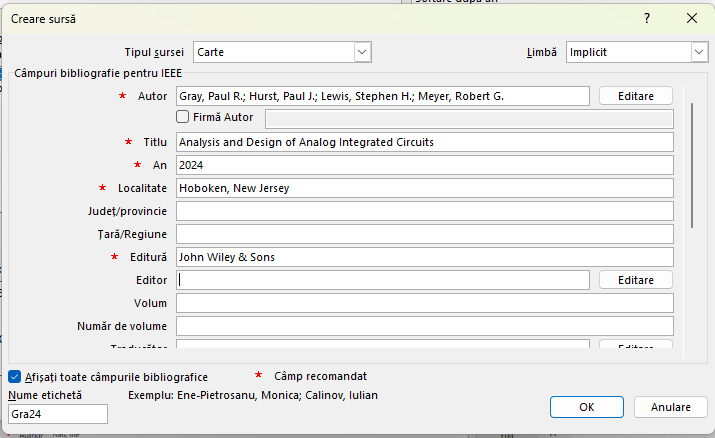 Creare sursă ?
Tipul sursei Carte Limbă Implicit
Câmpuri bibliografie pentru IEEE
* Autor Gray, Paul R.; Hurst, Paul J.; Lewis, Stephen H.; Meyer, Robert G. Editare
Firmă Autor
* Titlu Analysis and Design of Analog Integrated Circuits
* An 2024
* Localitate Hoboken, New Jersey
Județ/provincie
Țară/Regiune
* Editură John Wiley & Sons
Editor Editare
Volum
Număr de volume
Traducător Editare
Afișați toate câmpurile bibliografice * Câmp recomandat
Nume etichetă Exemplu: Ene-Pietrosanu, Monica; Calinov, Iulian
Gra24 OK Anulare